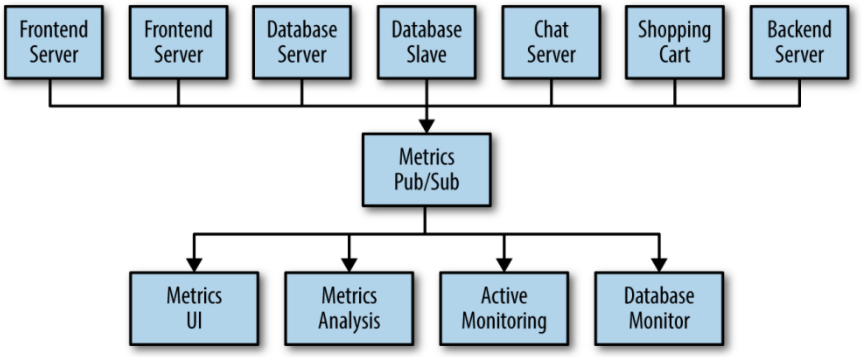 Frontend
Server
Frontend
Server
Database
Server
Database
Slave
Chat
Server
Shopping
Cart
Backend
Server
Metrics
Pub/Sub
Metrics
UI
Metrics
Analysis
Active
Monitoring
Database
Monitor